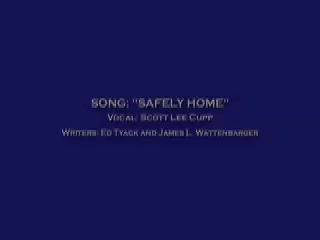 SONG: "SAFELY HOME"
VOCAL: SCOTT LEE CUPP
WRITERS: ED TYACK AND JAMES L. WATTENBARGER